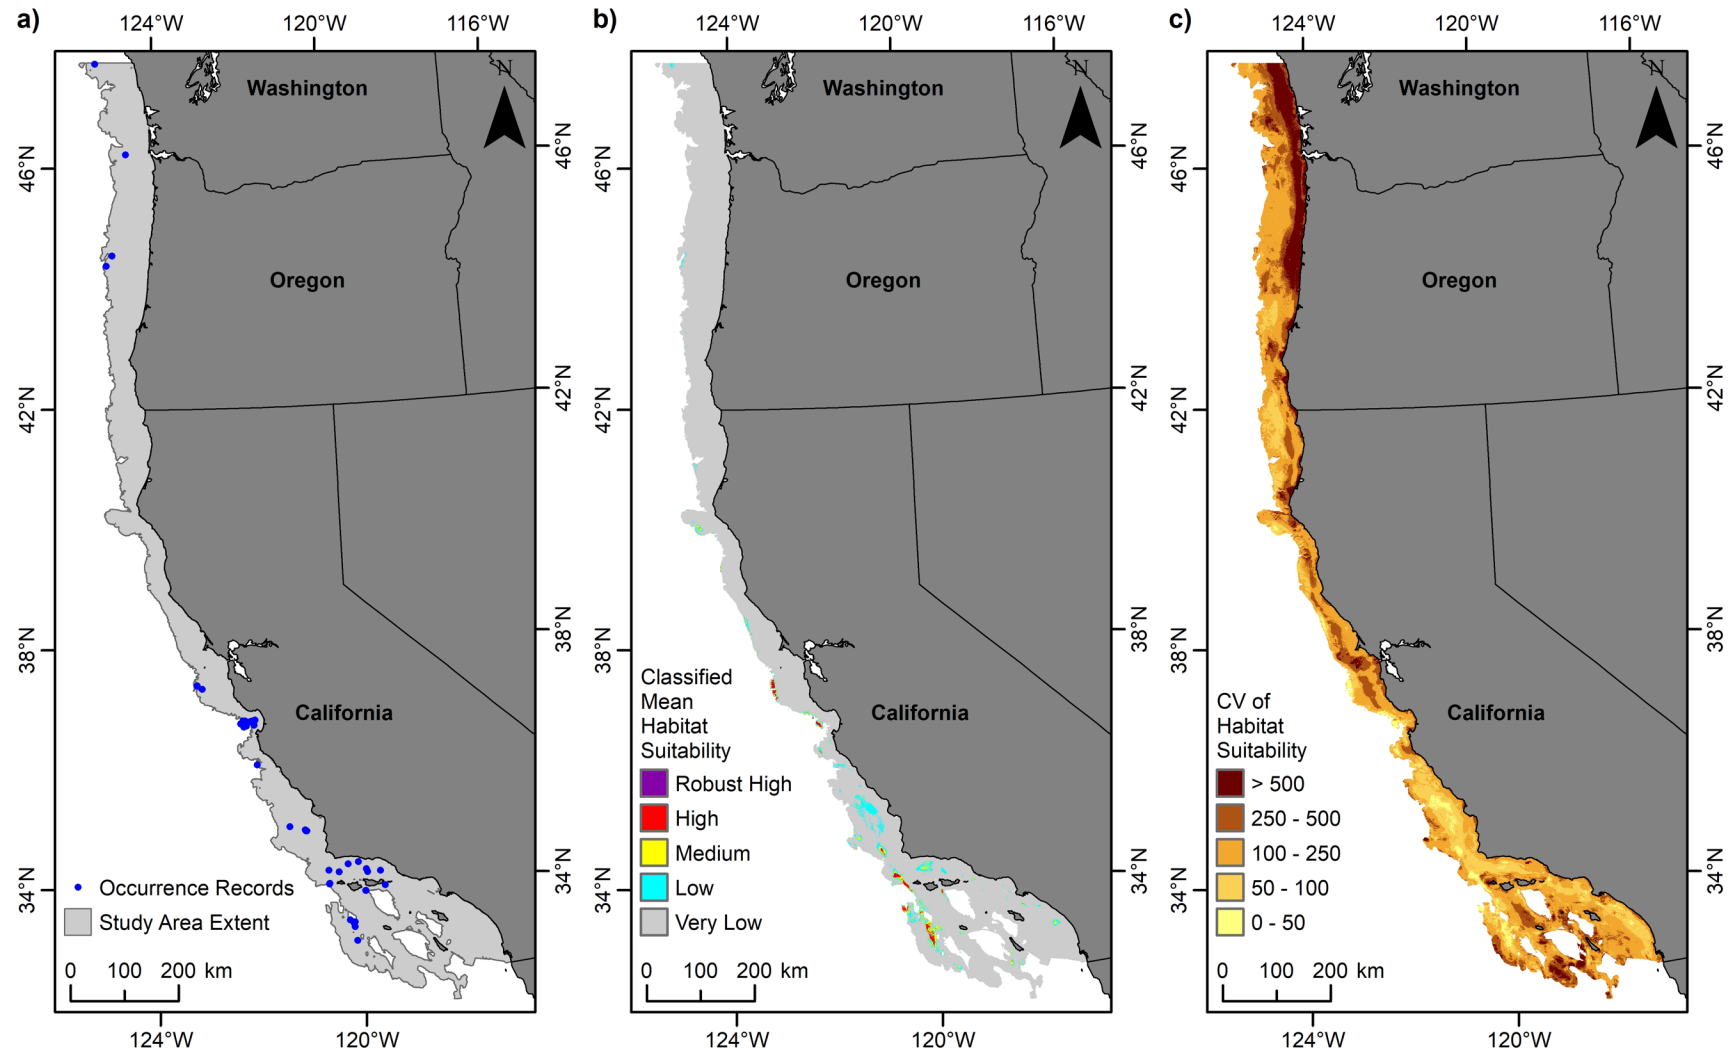 a)
124°W 120°W 116°W
N
Washington
46°N 46°N
Oregon
42°N 42°N
38°N 38°N
California
34°N 34°N
Occurrence Records
Study Area Extent
0 100 200 km
124°W 120°W
b)
124°W 120°W 116°W
N
Washington
46°N 46°N
Oregon
42°N 42°N
38°N 38°N
Classified
Mean
Habitat
Suitability
California
Robust High
High
Medium
Low
Very Low
34°N 34°N
0 100 200 km
124°W 120°W
c)
124°W 120°W 116°W
N
Washington
46°N 46°N
Oregon
42°N 42°N
38°N 38°N
CV of
Habitat
Suitability
California
> 500
250 - 500
100 - 250
50 - 100
0 - 50
34°N 34°N
0 100 200 km
124°W 120°W